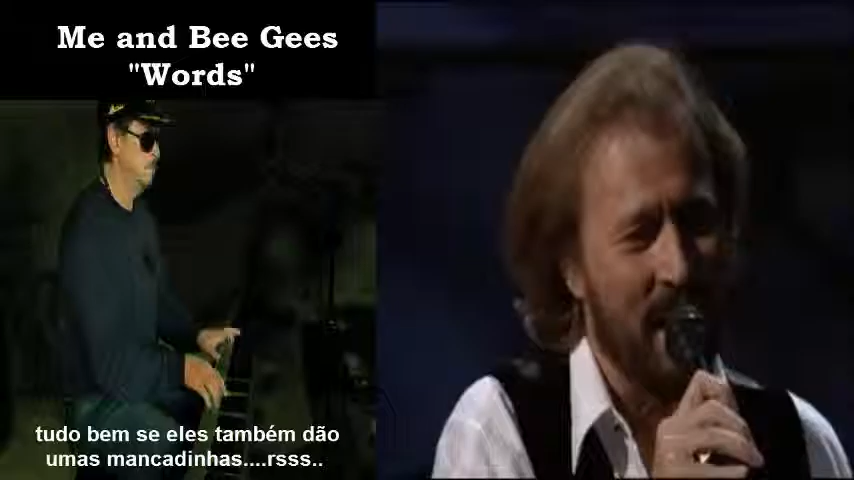 Me and Bee Gees
"Words"
tudo bem se eles também dão
umas mancadinhas....rsss..